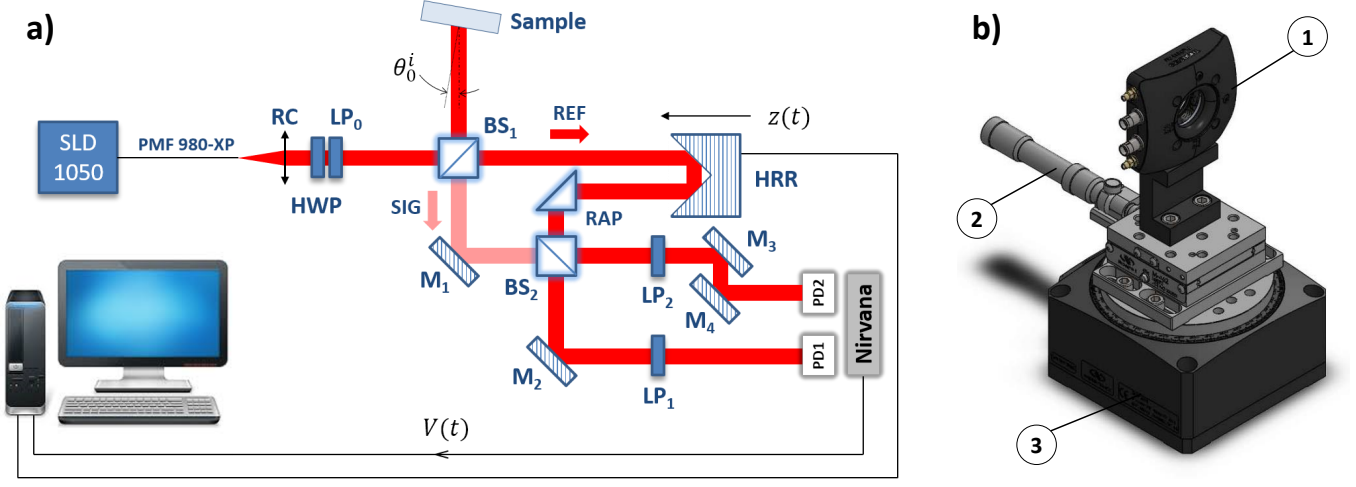 a)
Sample
θ₀ⁱ
RC
LP₀
BS₁
REF
z(t)
SLD
1050
PMF 980-XP
HWP
SIG
RAP
HRR
M₁
BS₂
LP₂
M₃
M₄
PD2
Nirvana
M₂
LP₁
PD1
V(t)
b)
1
2
3